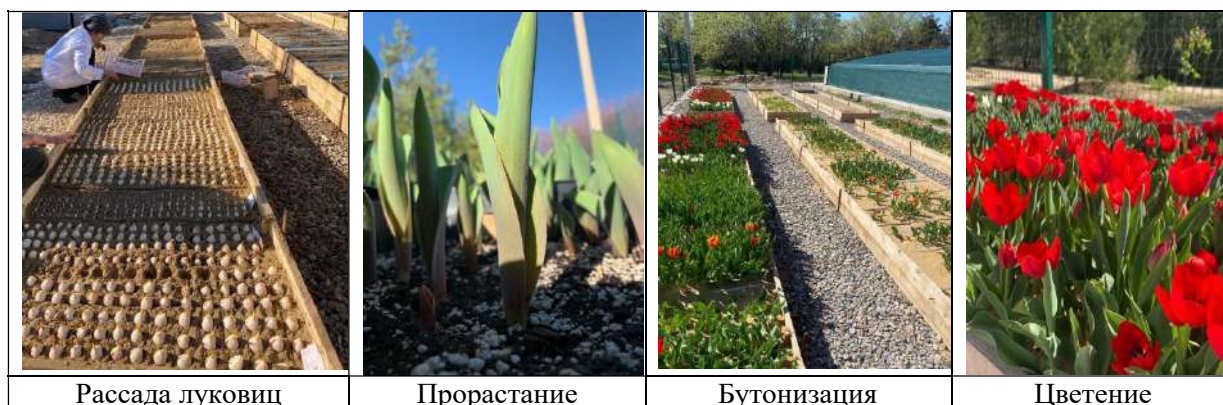 Рассада луковиц
Прорастание
Бутонизация
Цветение